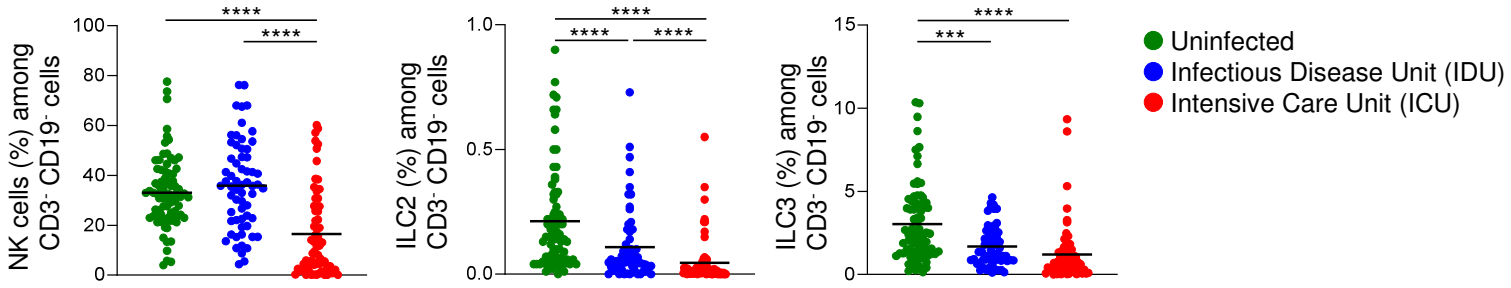 NK cells (%) among
CD3⁻ CD19⁻ cells
100
80
60
40
20
0
****
****
ILC2 (%) among
CD3⁻ CD19⁻ cells
1.0
0.5
0.0
****
****
****
ILC3 (%) among
CD3⁻ CD19⁻ cells
15
10
5
0
****
***
Uninfected
Infectious Disease Unit (IDU)
Intensive Care Unit (ICU)